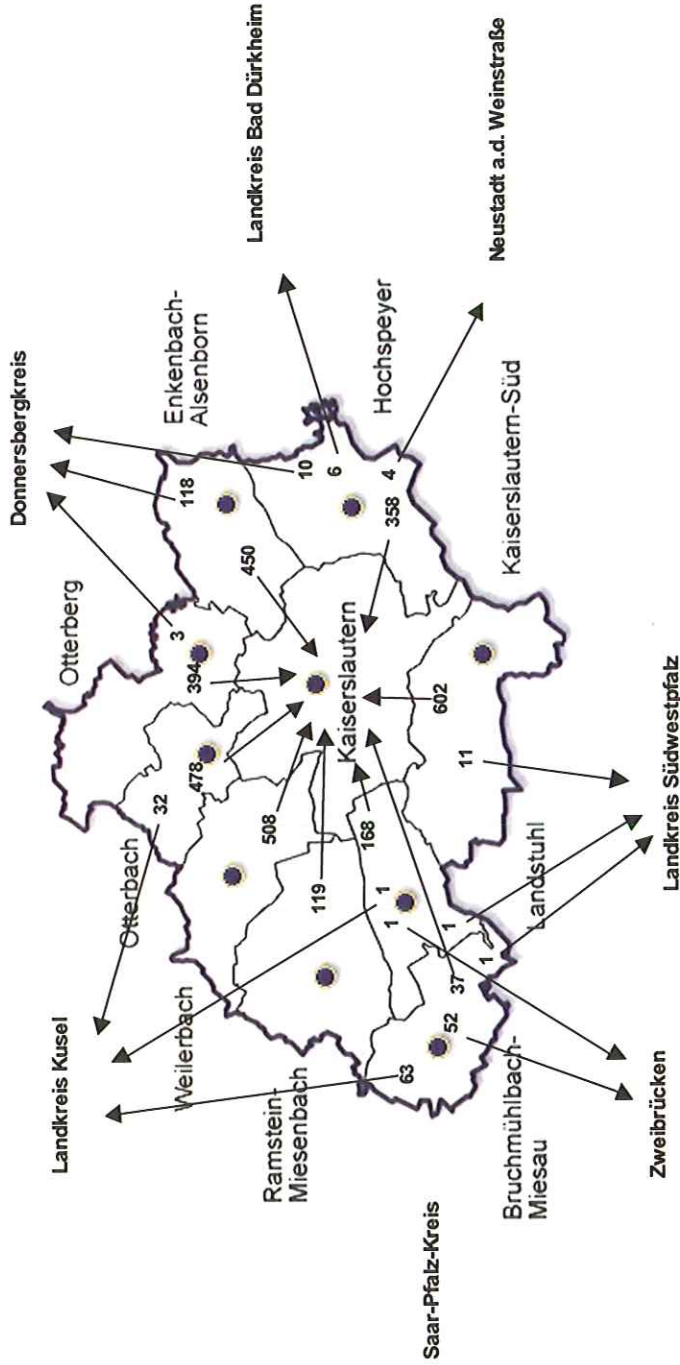 Donnersbergkreis
Landkreis Kusel
Otterberg
Otterbach
Enkenbach-
Alsenborn
Landkreis Bad Dürkheim
Weilerbach
32
3
118
478
394
10
450
6
Ramstein-
Miesenbach
508
119
Kaiserslautern
Hochspeyer
358
4
Saar-Pfalz-Kreis
63
1
168
602
Neustadt a.d. Weinstraße
1
52
37
1
1
11
Kaiserslautern-Süd
Bruchmühlbach-
Miesau
Landstuhl
Zweibrücken
Landkreis Südwestpfalz